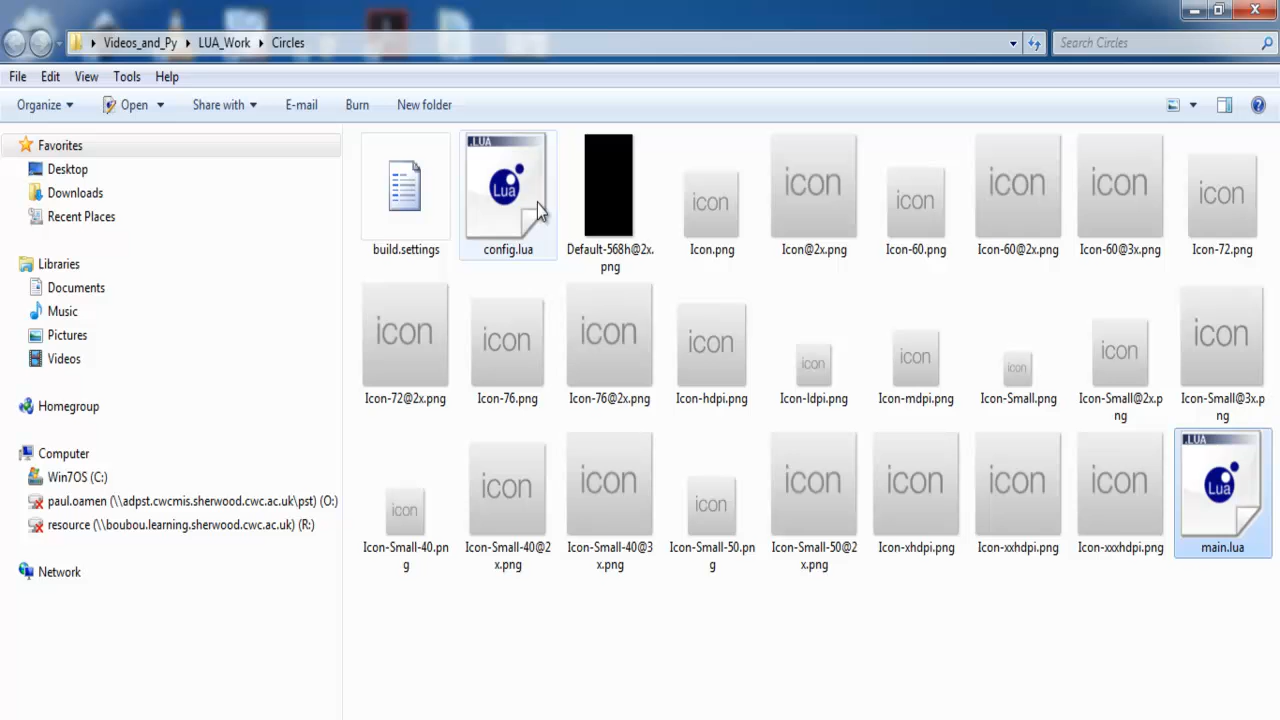 Videos_and_Py LUA_Work Circles Search Circles
File Edit View Tools Help
Organize Open Share with E-mail Burn New folder
Favorites
Desktop
Downloads
Recent Places
Libraries
Documents
Music
Pictures
Videos
Homegroup
Computer
Win7OS (C:)
paul.oamen (\\adpst.cwcmis.sherwood.cwc.ac.uk\pst) (O:)
resource (\\boubou.learning.sherwood.cwc.ac.uk) (R:)
Network
.LUA
Lua
icon icon icon icon icon icon
build.settings config.lua Default-568h@2x. Icon.png Icon@2x.png Icon-60.png Icon-60@2x.png Icon-60@3x.png Icon-72.png
png
icon icon icon icon icon icon icon icon icon
Icon-72@2x.png Icon-76.png Icon-76@2x.png Icon-hdpi.png Icon-ldpi.png Icon-mdpi.png Icon-Small.png Icon-Small@2x.p Icon-Small@3x.p
ng ng
.LUA
icon icon icon icon icon icon icon icon Lua
Icon-Small-40.pn Icon-Small-40@2 Icon-Small-40@3 Icon-Small-50.pn Icon-Small-50@2 Icon-xhdpi.png Icon-xxhdpi.png Icon-xxxhdpi.png main.lua
g x.png x.png g x.png